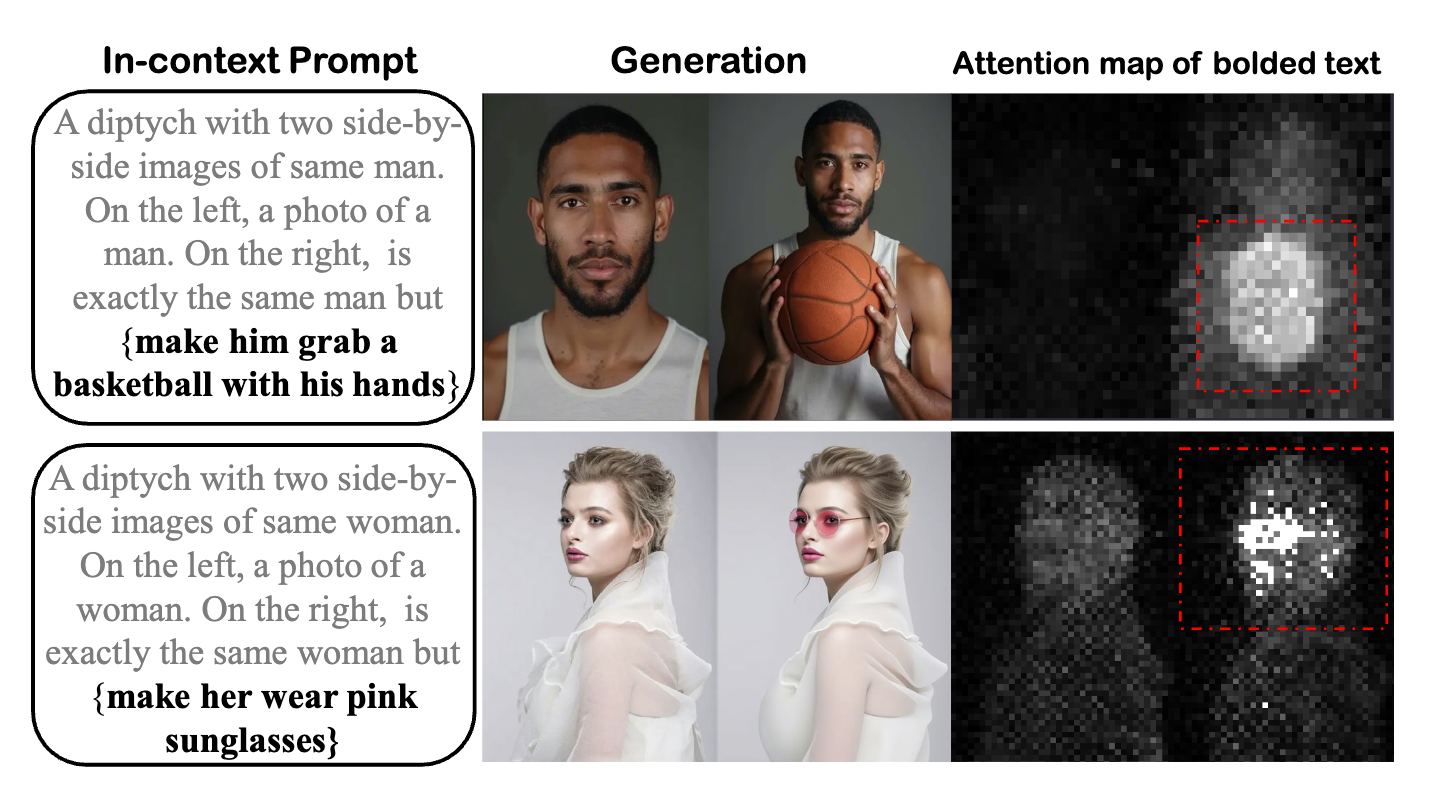 In-context Prompt
Generation
Attention map of bolded text
A diptych with two side-by-
side images of same man.
On the left, a photo of a
man. On the right, is
exactly the same man but
{make him grab a
basketball with his hands}
A diptych with two side-by-
side images of same woman.
On the left, a photo of a
woman. On the right, is
exactly the same woman but
{make her wear pink
sunglasses}